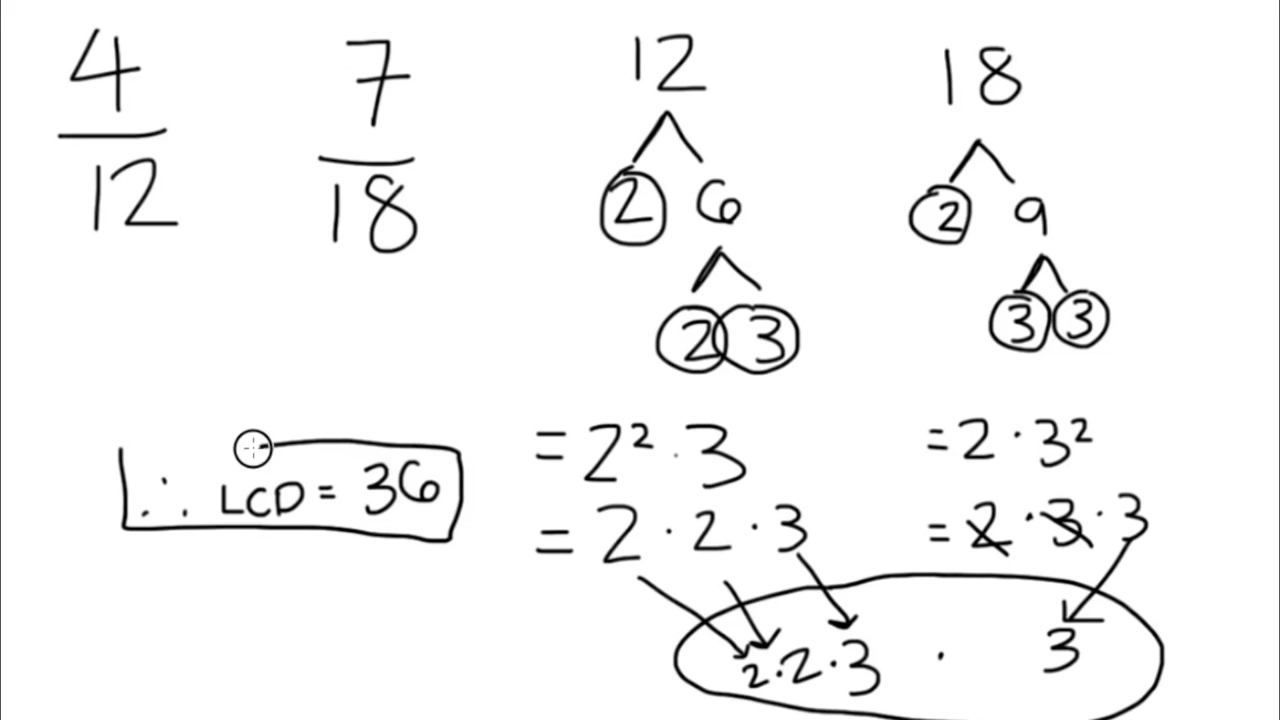 4/12 7/18 12 18
2 6 2 9
2 3 3 3
= 2² · 3 = 2 · 3²
∴ LCD = 36
= 2 · 2 · 3 = 2 · 3 · 3
2 · 2 · 3 · 3